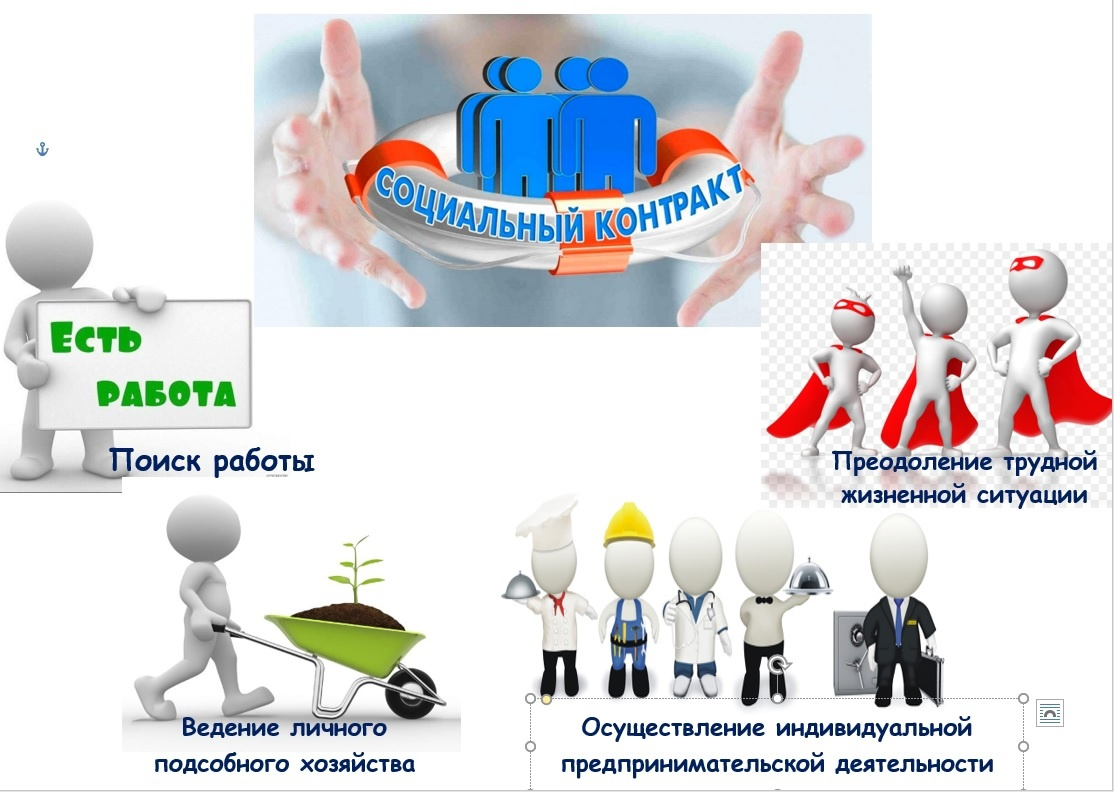 СОЦИАЛЬНЫЙ КОНТРАКТ
ЕСТЬ
РАБОТА
Поиск работы
Преодоление трудной
жизненной ситуации
Ведение личного
подсобного хозяйства
Осуществление индивидуальной
предпринимательской деятельности